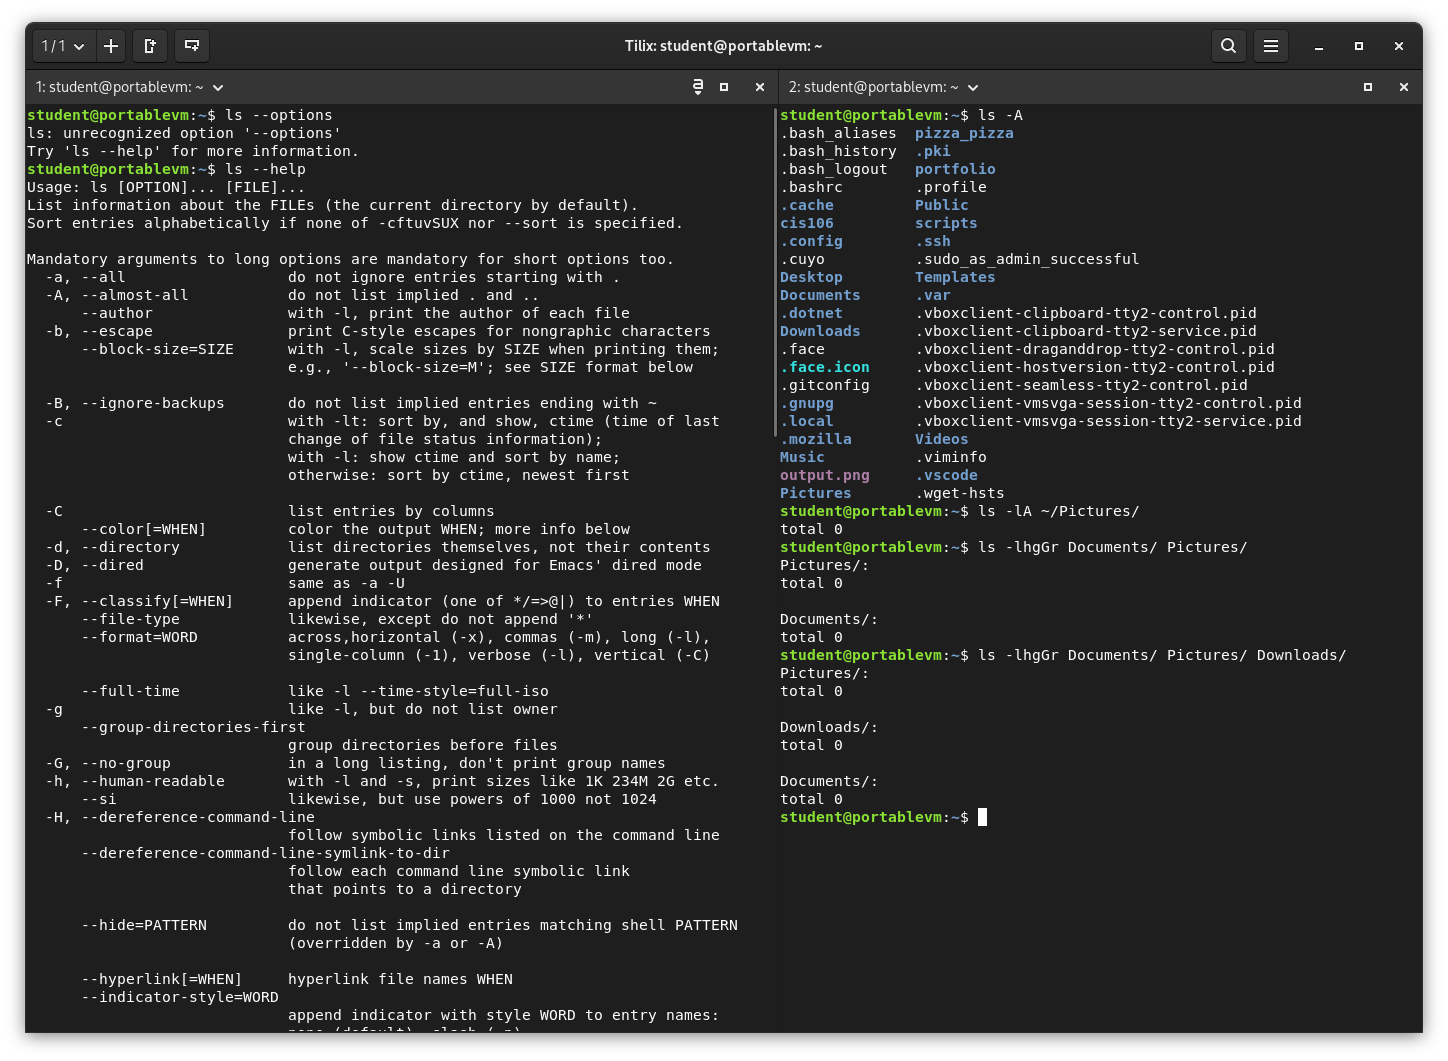 1 / 1
Tilix: student@portablevm: ~
1: student@portablevm: ~
student@portablevm:~$ ls --options
ls: unrecognized option '--options'
Try 'ls --help' for more information.
student@portablevm:~$ ls --help
Usage: ls [OPTION]... [FILE]...
List information about the FILEs (the current directory by default).
Sort entries alphabetically if none of -cftuvSUX nor --sort is specified.

Mandatory arguments to long options are mandatory for short options too.
  -a, --all                  do not ignore entries starting with .
  -A, --almost-all           do not list implied . and ..
      --author               with -l, print the author of each file
  -b, --escape               print C-style escapes for nongraphic characters
      --block-size=SIZE      with -l, scale sizes by SIZE when printing them;
                             e.g., '--block-size=M'; see SIZE format below

  -B, --ignore-backups       do not list implied entries ending with ~
  -c                         with -lt: sort by, and show, ctime (time of last
                             change of file status information);
                             with -l: show ctime and sort by name;
                             otherwise: sort by ctime, newest first

  -C                         list entries by columns
      --color[=WHEN]         color the output WHEN; more info below
  -d, --directory            list directories themselves, not their contents
  -D, --dired                generate output designed for Emacs' dired mode
  -f                         same as -a -U
  -F, --classify[=WHEN]      append indicator (one of */=>@|) to entries WHEN
      --file-type            likewise, except do not append '*'
      --format=WORD          across,horizontal (-x), commas (-m), long (-l),
                             single-column (-1), verbose (-l), vertical (-C)

      --full-time            like -l --time-style=full-iso
  -g                         like -l, but do not list owner
      --group-directories-first
                             group directories before files
  -G, --no-group             in a long listing, don't print group names
  -h, --human-readable       with -l and -s, print sizes like 1K 234M 2G etc.
      --si                   likewise, but use powers of 1000 not 1024
  -H, --dereference-command-line
                             follow symbolic links listed on the command line
      --dereference-command-line-symlink-to-dir
                             follow each command line symbolic link
                             that points to a directory

      --hide=PATTERN         do not list implied entries matching shell PATTERN
                             (overridden by -a or -A)

      --hyperlink[=WHEN]     hyperlink file names WHEN
      --indicator-style=WORD
                             append indicator with style WORD to entry names:
2: student@portablevm: ~
student@portablevm:~$ ls -A
.bash_aliases  pizza_pizza
.bash_history  .pki
.bash_logout   portfolio
.bashrc        .profile
.cache         Public
cis106         scripts
.config        .ssh
.cuyo          .sudo_as_admin_successful
Desktop        Templates
Documents      .var
.dotnet        .vboxclient-clipboard-tty2-control.pid
Downloads      .vboxclient-clipboard-tty2-service.pid
.face          .vboxclient-draganddrop-tty2-control.pid
.face.icon     .vboxclient-hostversion-tty2-control.pid
.gitconfig     .vboxclient-seamless-tty2-control.pid
.gnupg         .vboxclient-vmsvga-session-tty2-control.pid
.local         .vboxclient-vmsvga-session-tty2-service.pid
.mozilla       Videos
Music          .viminfo
output.png     .vscode
Pictures       .wget-hsts
student@portablevm:~$ ls -lA ~/Pictures/
total 0
student@portablevm:~$ ls -lhgGr Documents/ Pictures/
Pictures/:
total 0

Documents/:
total 0
student@portablevm:~$ ls -lhgGr Documents/ Pictures/ Downloads/
Pictures/:
total 0

Downloads/:
total 0

Documents/:
total 0
student@portablevm:~$